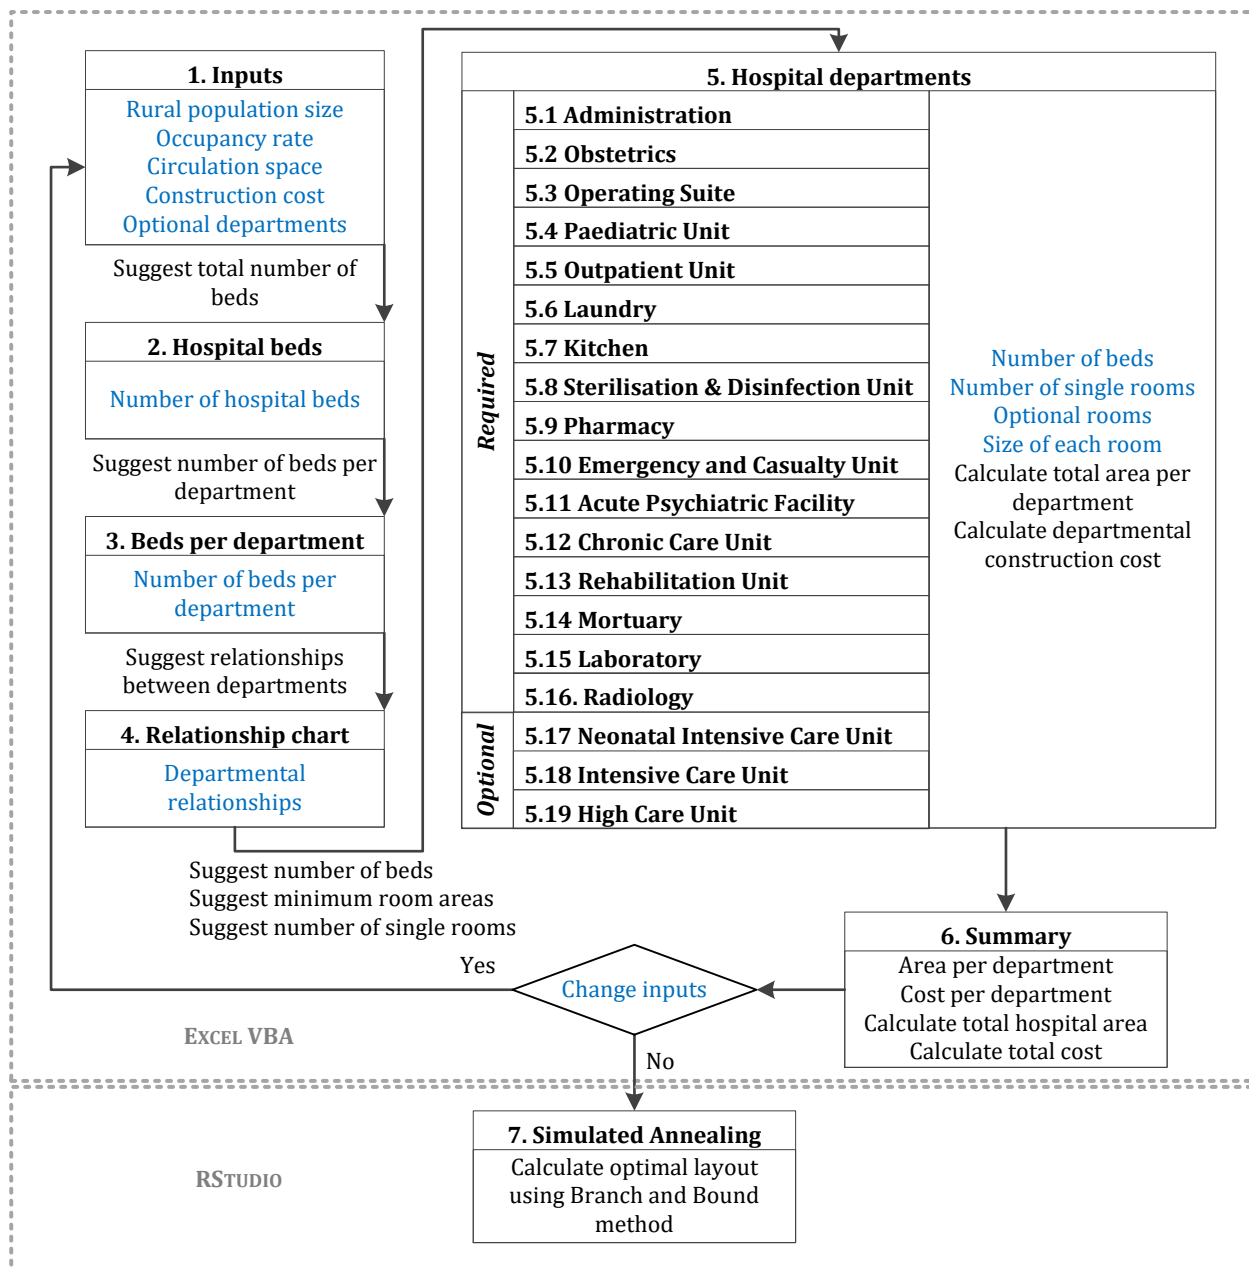 1. Inputs
Rural population size
Occupancy rate
Circulation space
Construction cost
Optional departments
Suggest total number of
beds
2. Hospital beds
Number of hospital beds
Suggest number of beds per
department
3. Beds per department
Number of beds per
department
Suggest relationships
between departments
4. Relationship chart
Departmental
relationships
Suggest number of beds
Suggest minimum room areas
Suggest number of single rooms
5. Hospital departments
Required
5.1 Administration
5.2 Obstetrics
5.3 Operating Suite
5.4 Paediatric Unit
5.5 Outpatient Unit
5.6 Laundry
5.7 Kitchen
5.8 Sterilisation & Disinfection Unit
5.9 Pharmacy
5.10 Emergency and Casualty Unit
5.11 Acute Psychiatric Facility
5.12 Chronic Care Unit
5.13 Rehabilitation Unit
5.14 Mortuary
5.15 Laboratory
5.16. Radiology
Optional
5.17 Neonatal Intensive Care Unit
5.18 Intensive Care Unit
5.19 High Care Unit
Number of beds
Number of single rooms
Optional rooms
Size of each room
Calculate total area per
department
Calculate departmental
construction cost
6. Summary
Area per department
Cost per department
Calculate total hospital area
Calculate total cost
Change inputs
Yes
No
EXCEL VBA
7. Simulated Annealing
Calculate optimal layout
using Branch and Bound
method
RSTUDIO